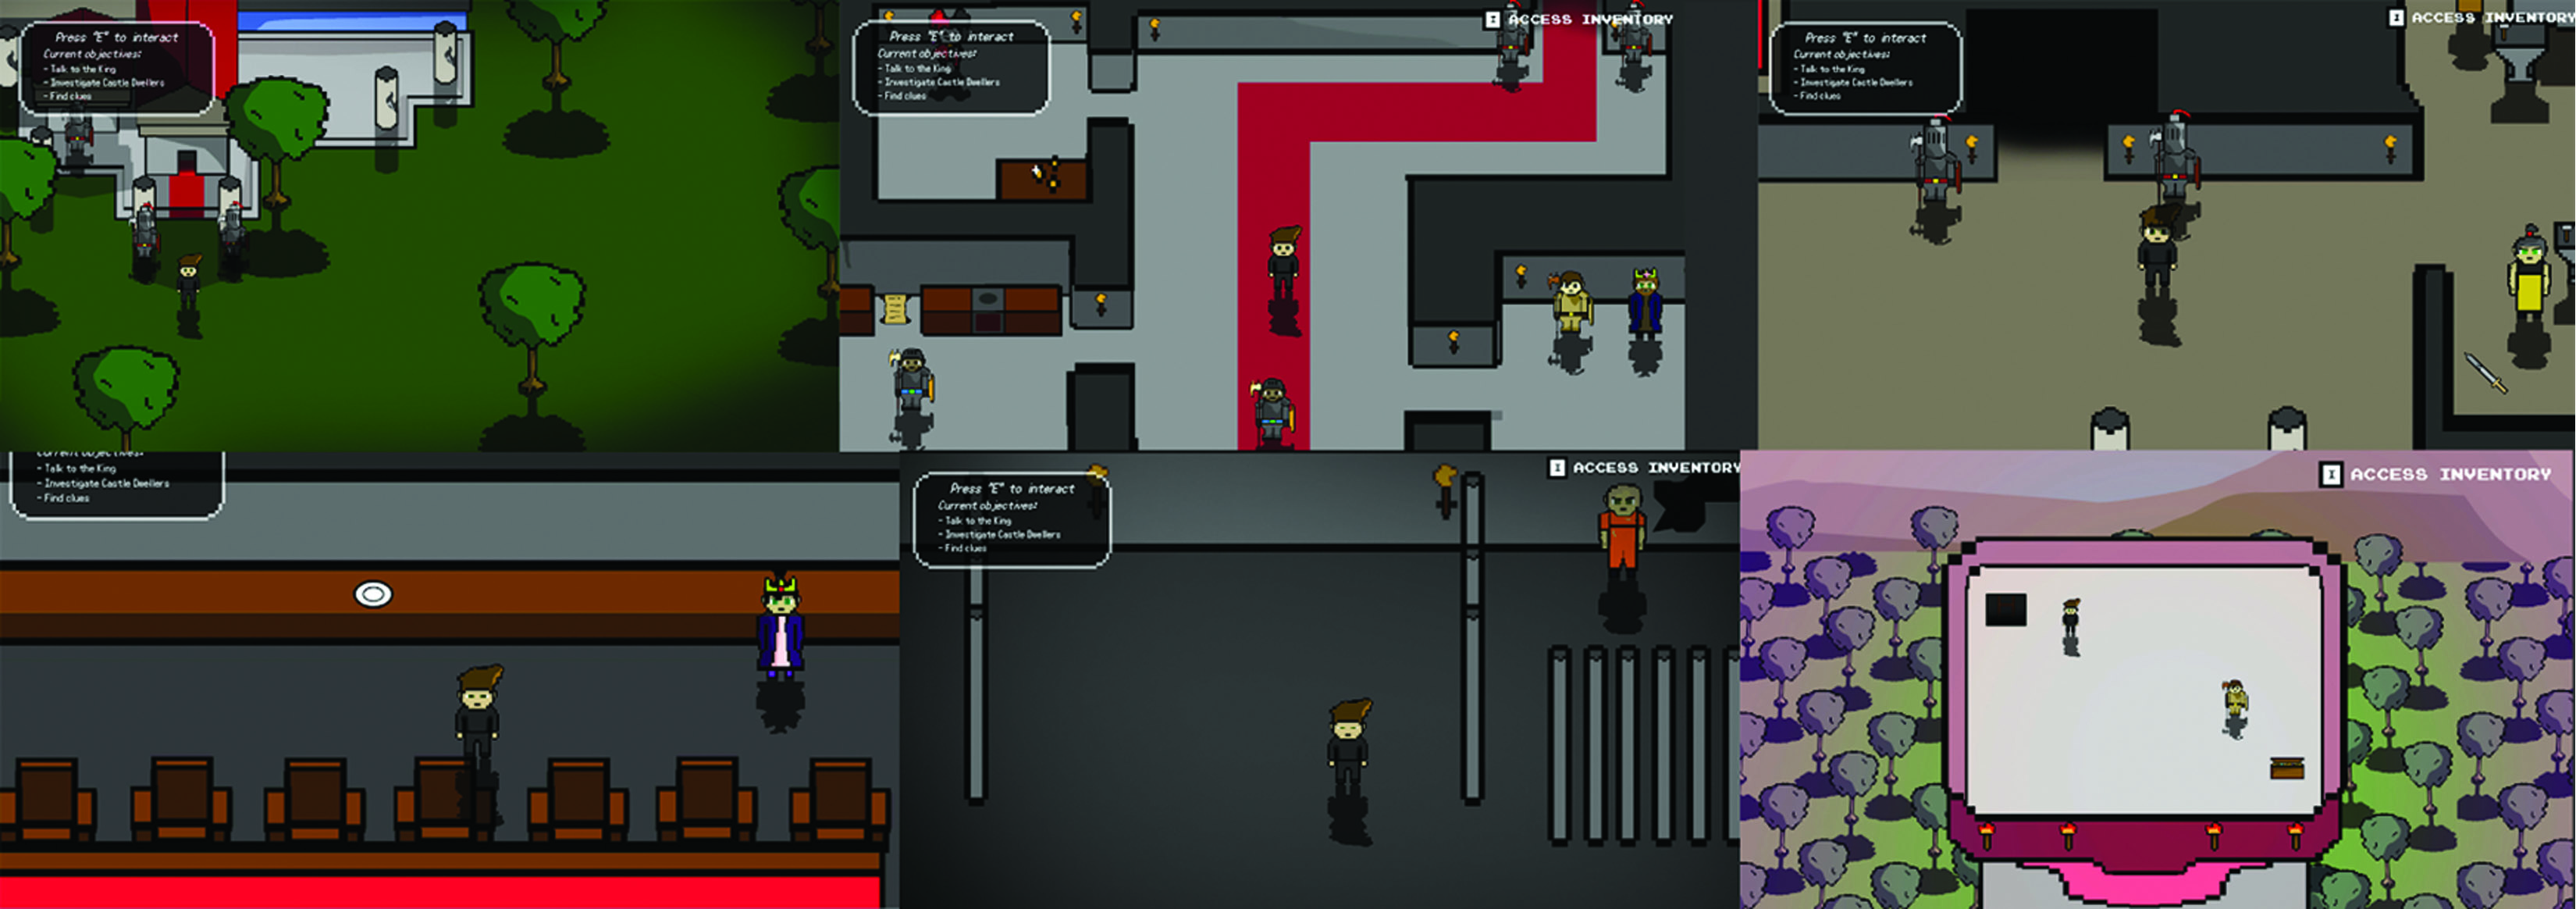 Press "E" to interact
Current objectives:
- Talk to the King
- Investigate Castle Dwellers
- Find clues
I ACCESS INVENTORY
Press "E" to interact
Current objectives:
- Talk to the King
- Investigate Castle Dwellers
- Find clues
I ACCESS INVENTORY
Press "E" to interact
Current objectives:
- Talk to the King
- Investigate Castle Dwellers
- Find clues
Current objectives:
- Talk to the King
- Investigate Castle Dwellers
- Find clues
I ACCESS INVENTORY
Press "E" to interact
Current objectives:
- Talk to the King
- Investigate Castle Dwellers
- Find clues
I ACCESS INVENTORY